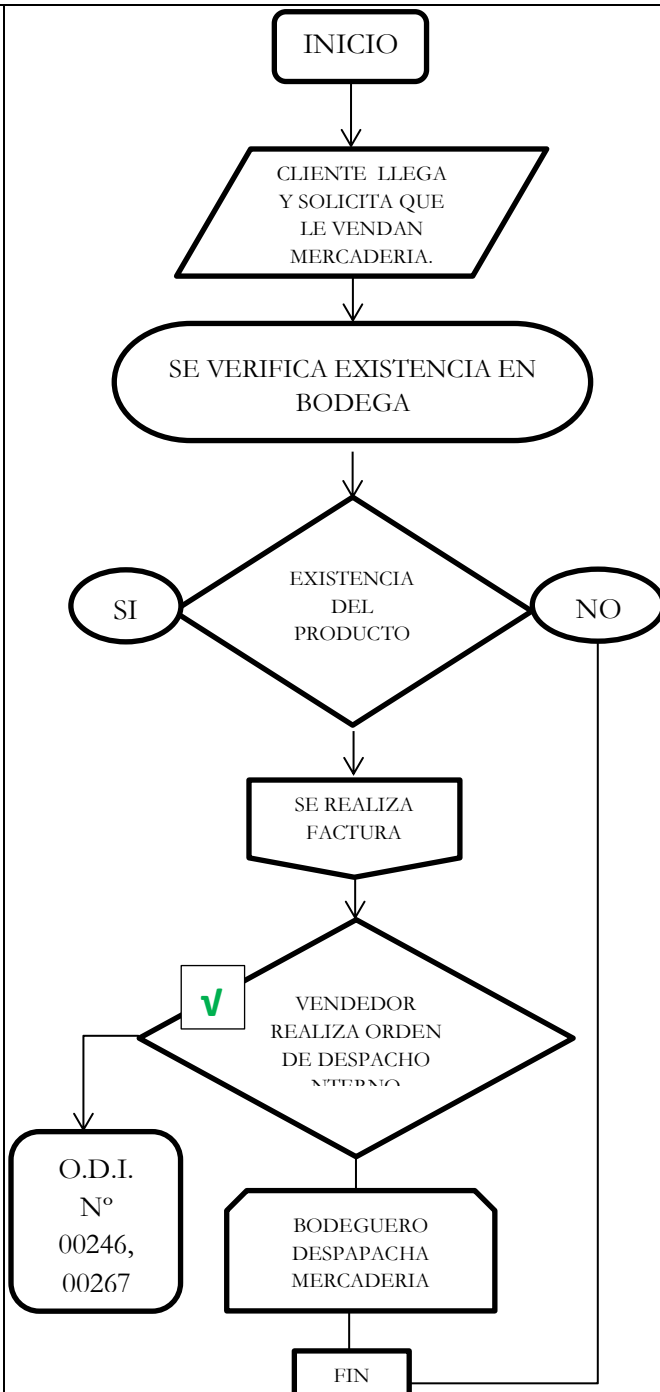 INICIO
CLIENTE LLEGA
Y SOLICITA QUE
LE VENDAN
MERCADERIA.
SE VERIFICA EXISTENCIA EN
BODEGA
EXISTENCIA
DEL
PRODUCTO
SI
NO
SE REALIZA
FACTURA
√
VENDEDOR
REALIZA ORDEN
DE DESPACHO
NTERNO
O.D.I.
Nº
00246,
00267
BODEGUERO
DESPAPACHA
MERCADERIA
FIN